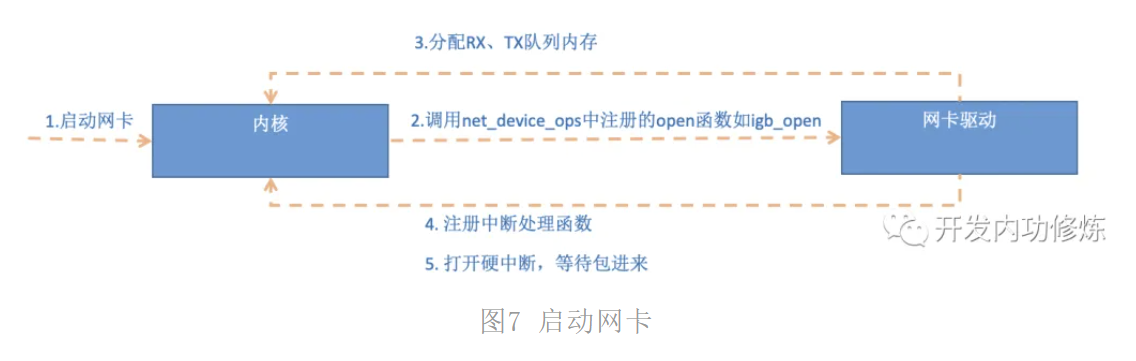 3.分配RX、TX队列内存
1.启动网卡
内核
2.调用net_device_ops中注册的open函数如igb_open
网卡驱动
4. 注册中断处理函数
开发内功修炼
5. 打开硬中断，等待包进来
图7 启动网卡